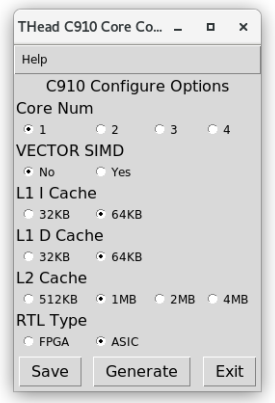 THead C910 Core Co...
Help
C910 Configure Options
Core Num
1 2 3 4
VECTOR SIMD
No Yes
L1 I Cache
32KB 64KB
L1 D Cache
32KB 64KB
L2 Cache
512KB 1MB 2MB 4MB
RTL Type
FPGA ASIC
Save Generate Exit